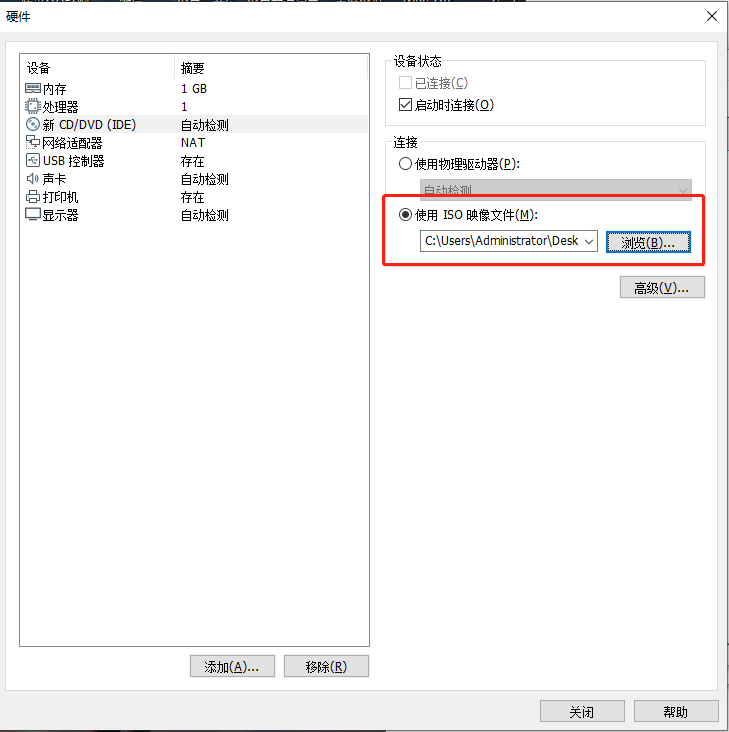 硬件
设备 摘要
内存 1 GB
处理器 1
新 CD/DVD (IDE) 自动检测
网络适配器 NAT
USB 控制器 存在
声卡 自动检测
打印机 存在
显示器 自动检测
添加(A)... 移除(R)
设备状态
已连接(C)
启动时连接(O)
连接
使用物理驱动器(P):
自动检测
使用 ISO 映像文件(M):
C:\Users\Administrator\Desk 浏览(B)...
高级(V)...
关闭 帮助